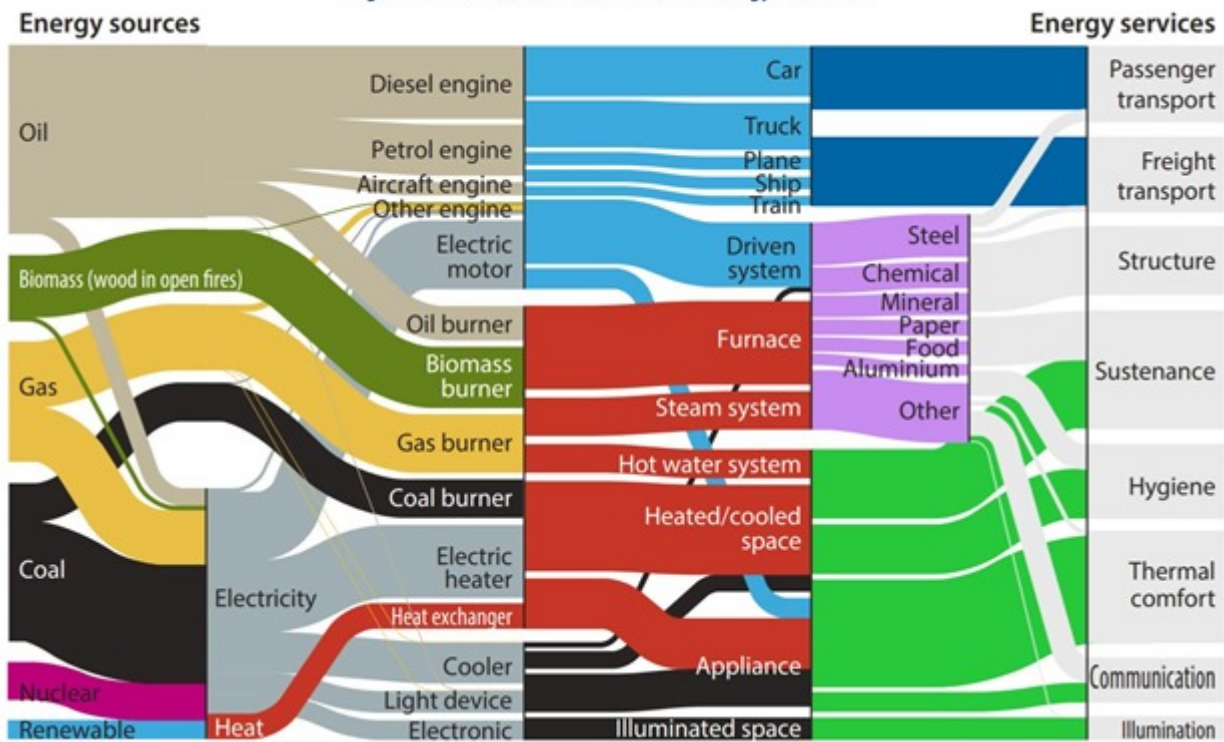 Energy sources
Energy services
Oil
Biomass (wood in open fires)
Gas
Coal
Nuclear
Renewable
Electricity
Heat
Diesel engine
Petrol engine
Aircraft engine
Other engine
Electric
motor
Oil burner
Biomass
burner
Gas burner
Coal burner
Electric
heater
Heat exchanger
Cooler
Light device
Electronic
Car
Truck
Plane
Ship
Train
Driven
system
Furnace
Steam system
Hot water system
Heated/cooled
space
Appliance
Illuminated space
Steel
Chemical
Mineral
Paper
Food
Aluminium
Other
Passenger
transport
Freight
transport
Structure
Sustenance
Hygiene
Thermal
comfort
Communication
Illumination